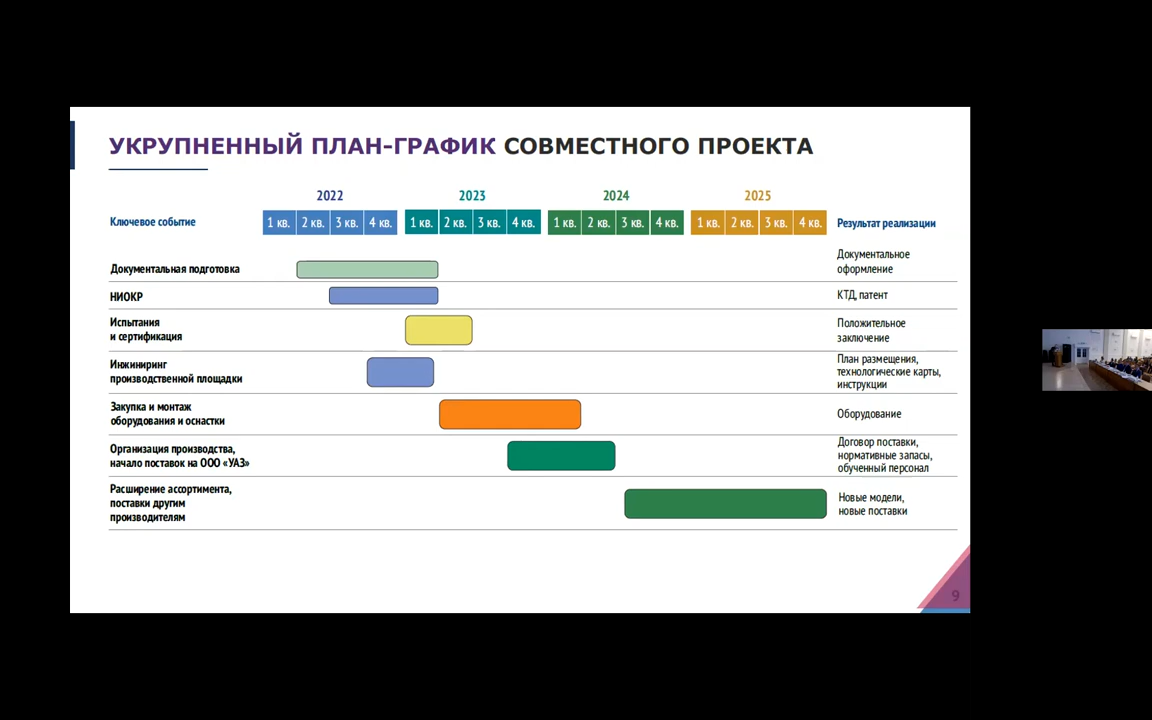 УКРУПНЕННЫЙ ПЛАН-ГРАФИК СОВМЕСТНОГО ПРОЕКТА
2022 2023 2024 2025
Ключевое событие 1 кв. 2 кв. 3 кв. 4 кв. 1 кв. 2 кв. 3 кв. 4 кв. 1 кв. 2 кв. 3 кв. 4 кв. 1 кв. 2 кв. 3 кв. 4 кв. Результат реализации
Документальная подготовка
Документальное
оформление
НИОКР
КТД, патент
Испытания
и сертификация
Положительное
заключение
Инжиниринг
производственной площадки
План размещения,
технологические карты,
инструкции
Закупка и монтаж
оборудования и оснастки
Оборудование
Организация производства,
начало поставок на ООО «УАЗ»
Договор поставки,
нормативные запасы,
обученный персонал
Расширение ассортимента,
поставки другим
производителям
Новые модели,
новые поставки
9